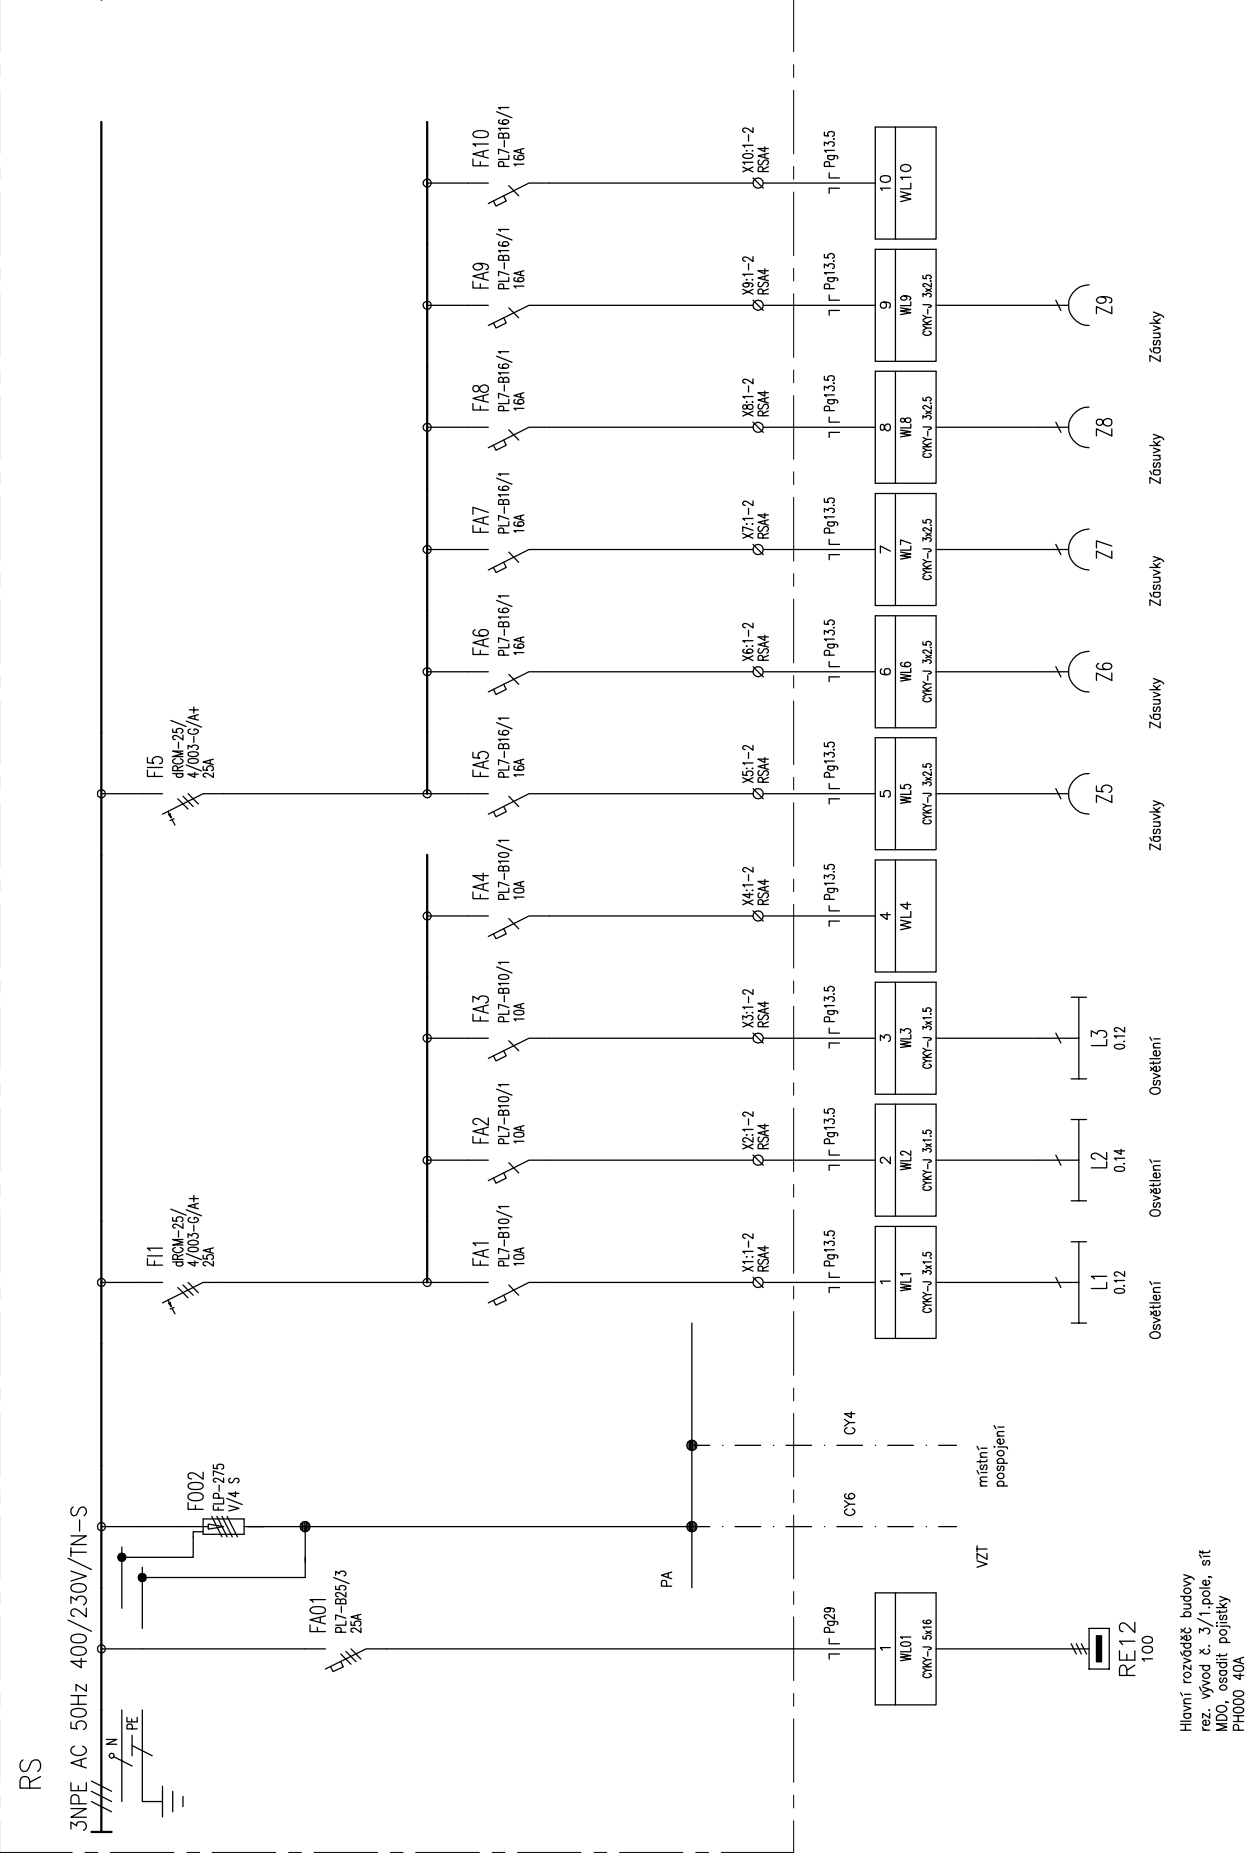 RS
3NPE AC 50Hz 400/230V/TN-S
N
PE
FA01
PL7-B25/3
25A
Pg29
1
WL01
CYKY-J 5x16
RE12
100
Hlavní rozváděč budovy
rez. vývod č. 3/1.pole, síť
MDO, osadit pojistky
PH000 40A
F002
FLP-275
V/4 S
PA
CY6
VZT
CY4
místní
pospojení
FI1
dRCM-25/
4/003-G/A+
25A
FA1
PL7-B10/1
10A
X1:1-2
RSA4
Pg13.5
1
WL1
CYKY-J 3x1.5
L1
0.12
Osvětlení
FA2
PL7-B10/1
10A
X2:1-2
RSA4
Pg13.5
2
WL2
CYKY-J 3x1.5
L2
0.14
Osvětlení
FA3
PL7-B10/1
10A
X3:1-2
RSA4
Pg13.5
3
WL3
CYKY-J 3x1.5
L3
0.12
Osvětlení
FA4
PL7-B10/1
10A
X4:1-2
RSA4
Pg13.5
4
WL4
FI5
dRCM-25/
4/003-G/A+
25A
FA5
PL7-B16/1
16A
X5:1-2
RSA4
Pg13.5
5
WL5
CYKY-J 3x2.5
Z5
Zásuvky
FA6
PL7-B16/1
16A
X6:1-2
RSA4
Pg13.5
6
WL6
CYKY-J 3x2.5
Z6
Zásuvky
FA7
PL7-B16/1
16A
X7:1-2
RSA4
Pg13.5
7
WL7
CYKY-J 3x2.5
Z7
Zásuvky
FA8
PL7-B16/1
16A
X8:1-2
RSA4
Pg13.5
8
WL8
CYKY-J 3x2.5
Z8
Zásuvky
FA9
PL7-B16/1
16A
X9:1-2
RSA4
Pg13.5
9
WL9
CYKY-J 3x2.5
Z9
Zásuvky
FA10
PL7-B16/1
16A
X10:1-2
RSA4
Pg13.5
10
WL10